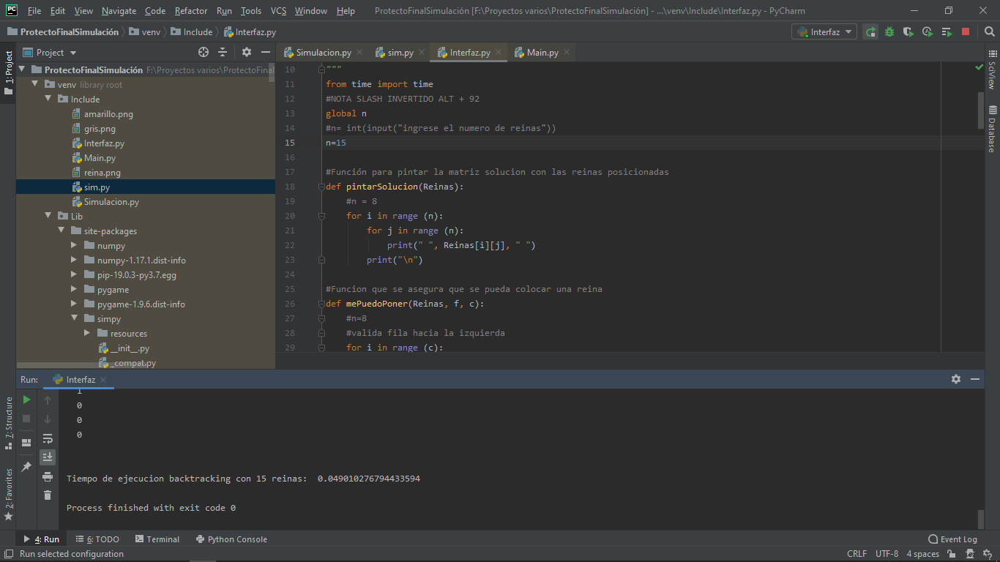 File Edit View Navigate Code Refactor Run Tools VCS Window Help ProtectoFinalSimulación [F:\Proyectos varios\ProtectoFinalSimulación] - ...\venv\Include\Interfaz.py - PyCharm
ProtectoFinalSimulación venv Include Interfaz.py Interfaz
1: Project
Project
ProtectoFinalSimulación F:\Proyectos varios\ProtectoFinal
venv library root
Include
amarillo.png
gris.png
Interfaz.py
Main.py
reina.png
sim.py
Simulacion.py
Lib
site-packages
numpy
numpy-1.17.1.dist-info
pip-19.0.3-py3.7.egg
pygame
pygame-1.9.6.dist-info
simpy
resources
__init__.py
_compat.py
Simulacion.py sim.py Interfaz.py Main.py
10 """
11 from time import time
12 #NOTA SLASH INVERTIDO ALT + 92
13 global n
14 #n= int(input("ingrese el numero de reinas"))
15 n=15
16
17 #Función para pintar la matriz solucion con las reinas posicionadas
18 def pintarSolucion(Reinas):
19 #n = 8
20 for i in range (n):
21 for j in range (n):
22 print(" ", Reinas[i][j], " ")
23 print("\n")
24
25 #Funcion que se asegura que se pueda colocar una reina
26 def mePuedoPoner(Reinas, f, c):
27 #n=8
28 #valida fila hacia la izquierda
29 for i in range (c):
SciView
Database
Run: Interfaz
1
0
0
0
Tiempo de ejecucion backtracking con 15 reinas: 0.049010276794433594
Process finished with exit code 0
7: Structure
2: Favorites
4: Run 6: TODO Terminal Python Console Event Log
Run selected configuration CRLF UTF-8 4 spaces